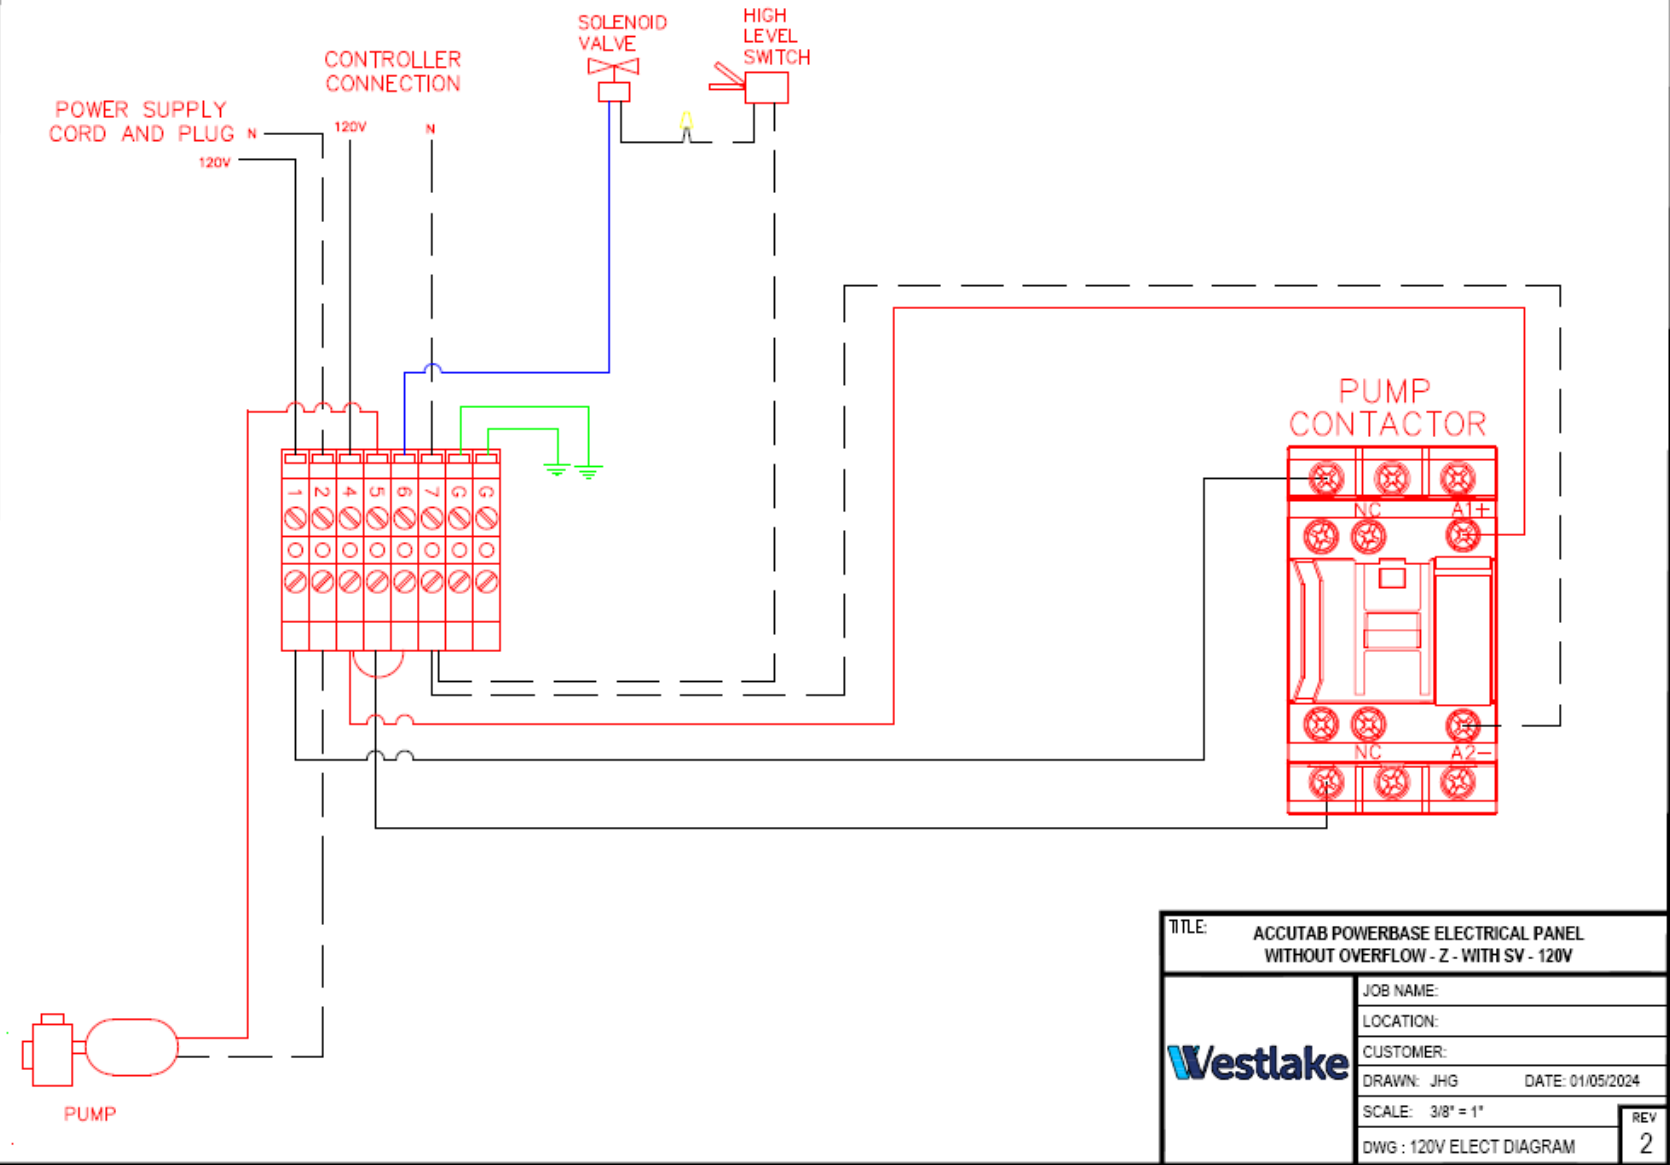 SOLENOID
VALVE
HIGH
LEVEL
SWITCH
CONTROLLER
CONNECTION
POWER SUPPLY
CORD AND PLUG N
120V
120V
N
PUMP
CONTACTOR
1 2 4 5 6 7 G G
NC A1+
NC A2-
PUMP
TITLE:
ACCUTAB POWERBASE ELECTRICAL PANEL
WITHOUT OVERFLOW - Z - WITH SV - 120V
Westlake
JOB NAME:
LOCATION:
CUSTOMER:
DRAWN: JHG DATE: 01/05/2024
SCALE: 3/8" = 1"
DWG : 120V ELECT DIAGRAM
REV
2